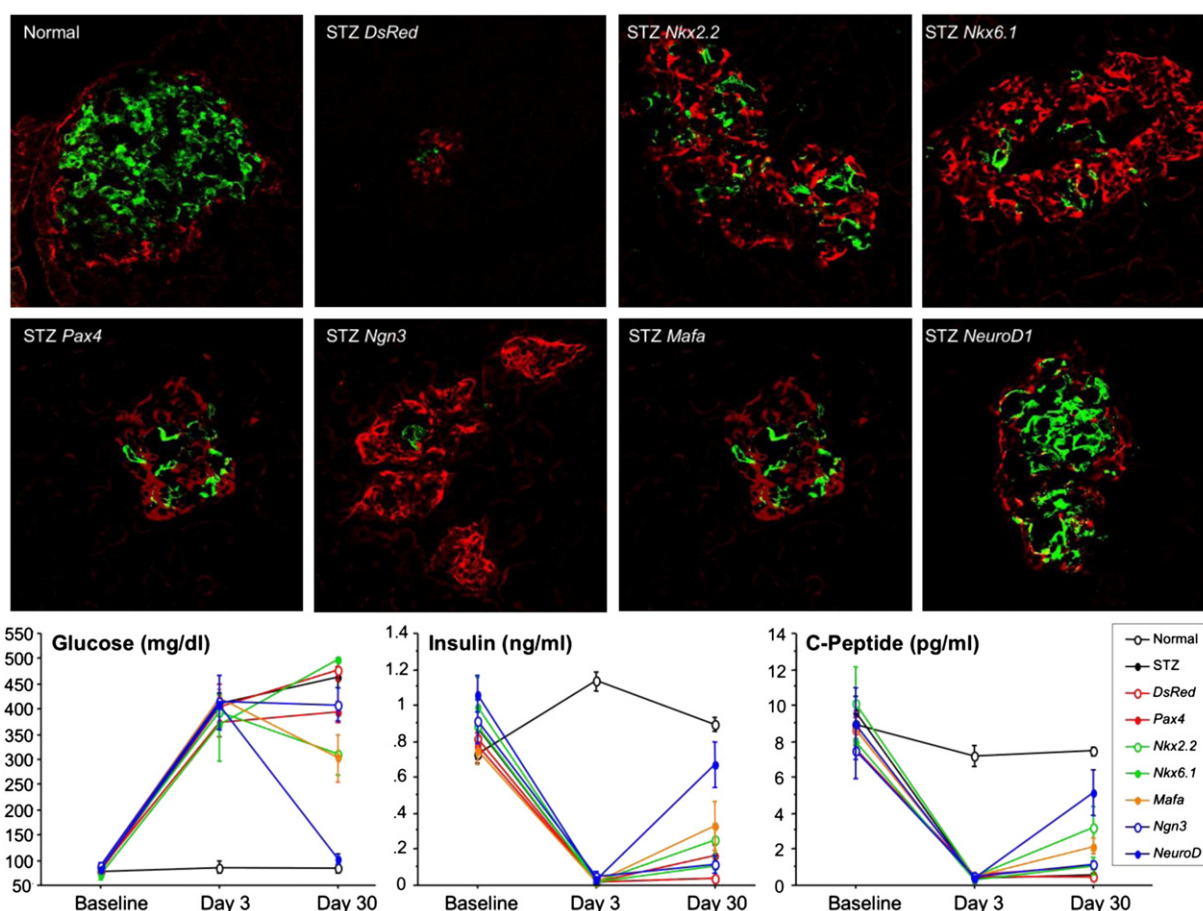 Normal
STZ DsRed
STZ Nkx2.2
STZ Nkx6.1
STZ Pax4
STZ Ngn3
STZ Mafa
STZ NeuroD1
Glucose (mg/dl)
550
500
450
400
350
300
250
200
150
100
50
Baseline
Day 3
Day 30
Insulin (ng/ml)
1.4
1.2
1
.8
.6
.4
.2
0
Baseline
Day 3
Day 30
C-Peptide (pg/ml)
14
12
10
8
6
4
2
0
Baseline
Day 3
Day 30
Normal
STZ
DsRed
Pax4
Nkx2.2
Nkx6.1
Mafa
Ngn3
NeuroD